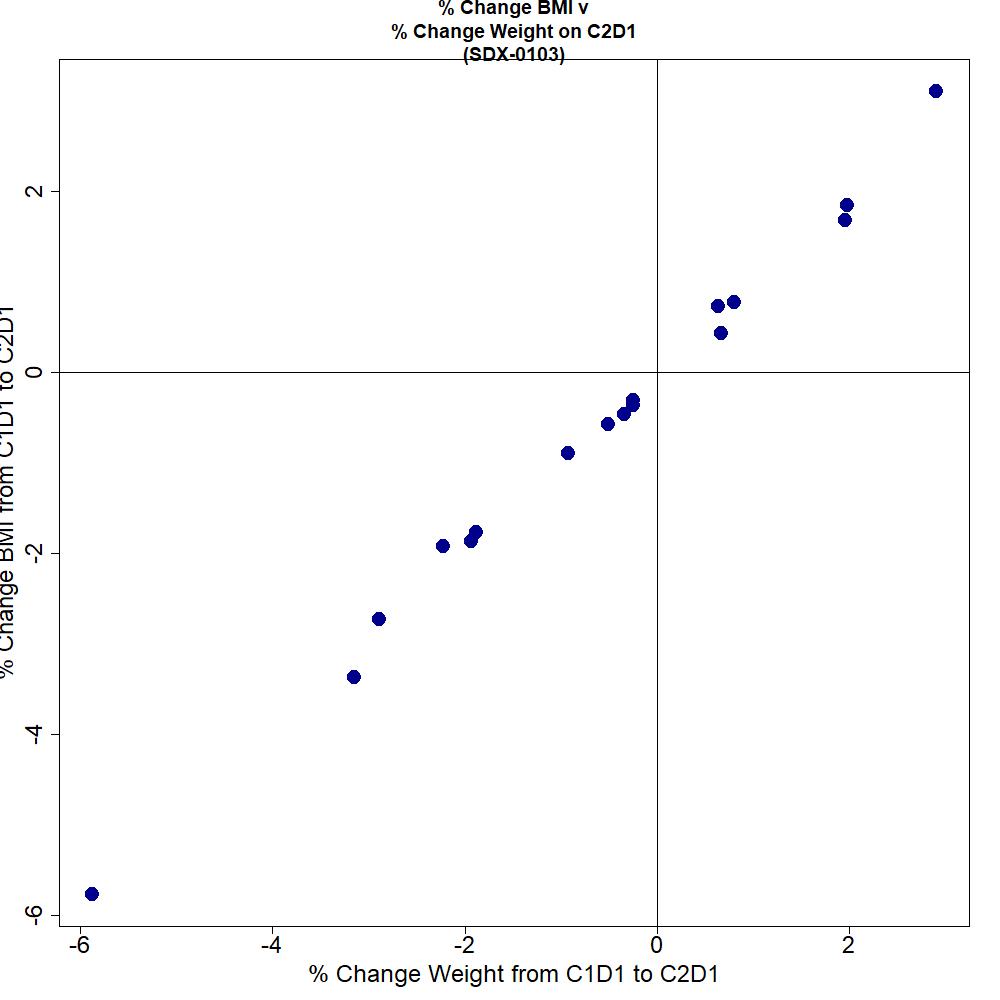 % Change BMI v
% Change Weight on C2D1
(SDX-0103)
% Change BMI from C1D1 to C2D1
2
0
-2
-4
-6
-6
-4
-2
0
2
% Change Weight from C1D1 to C2D1